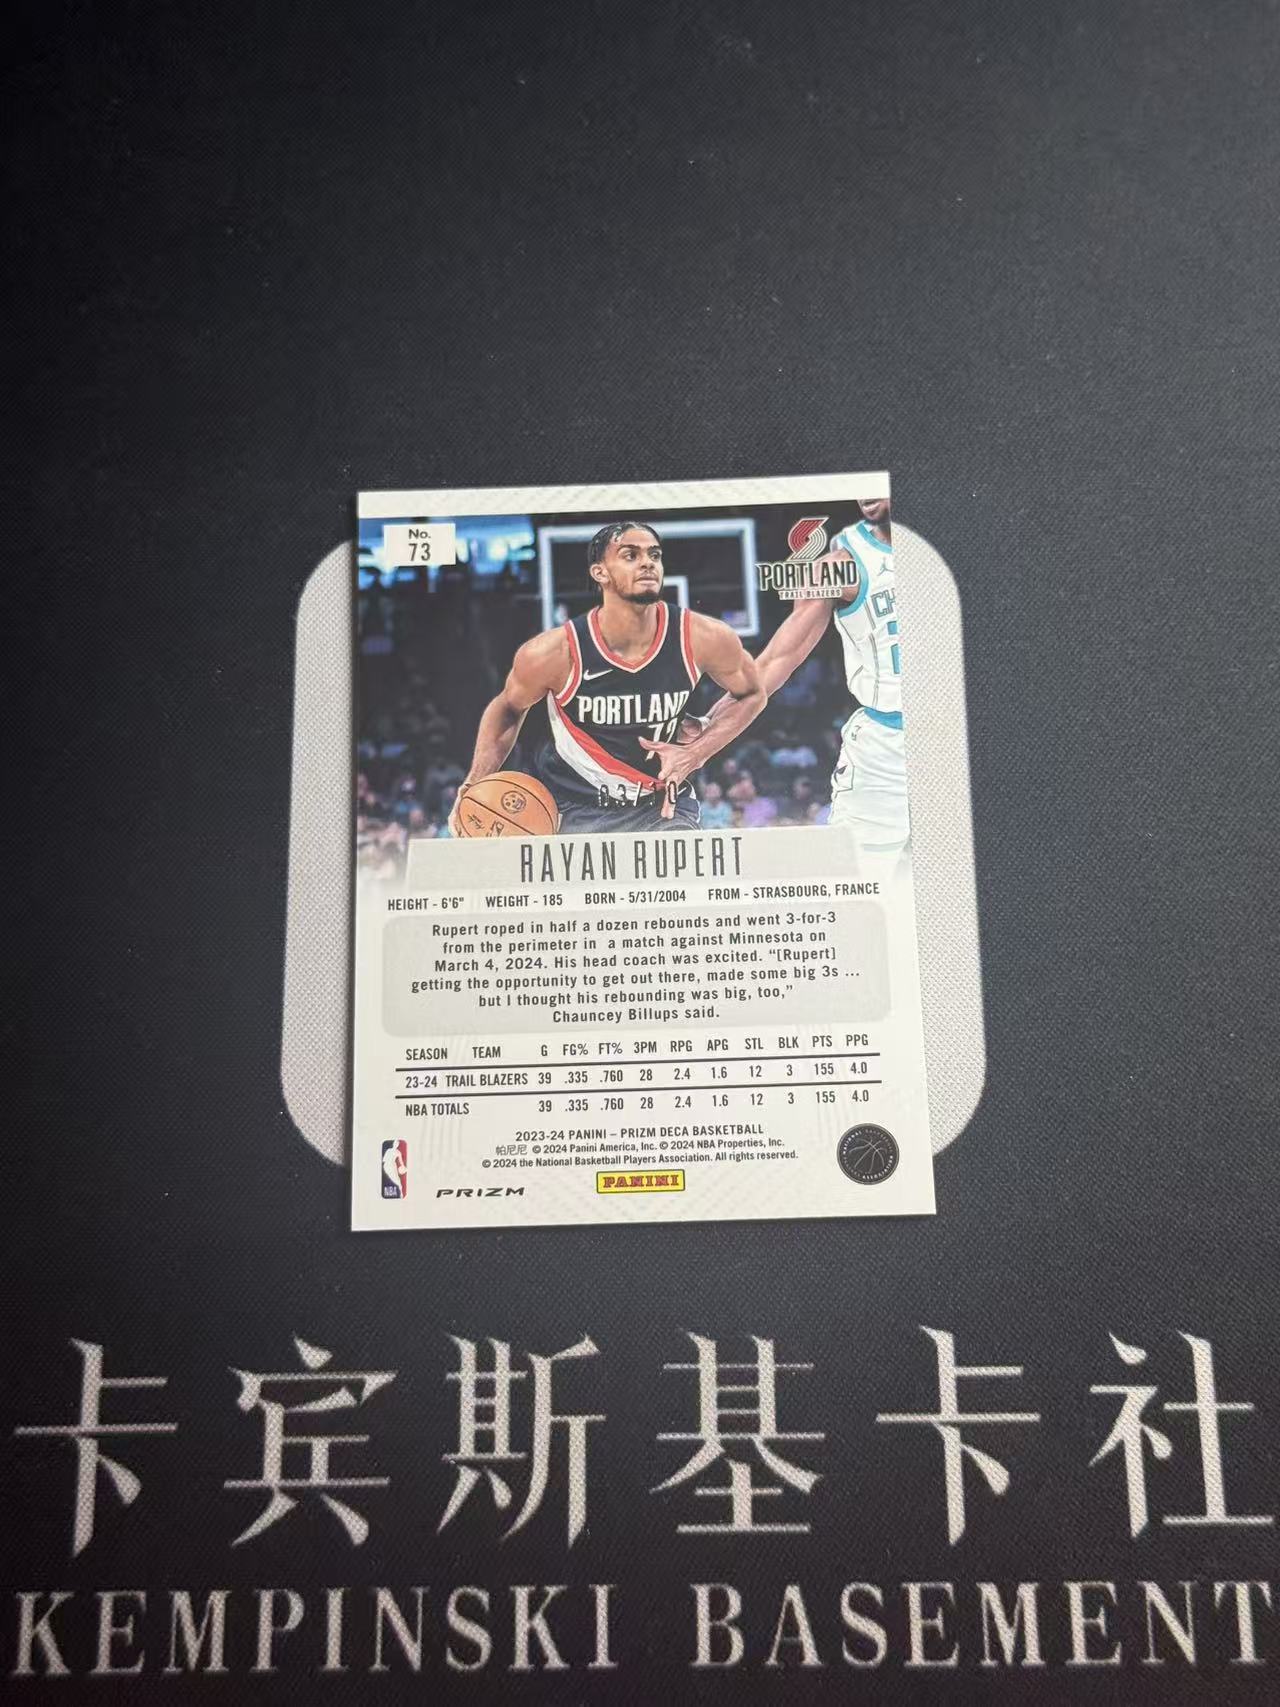 No.
73
PORTLAND
TRAIL BLAZERS
PORTLAND
03/10
RAYAN RUPERT
HEIGHT - 6'6" WEIGHT - 185 BORN - 5/31/2004 FROM - STRASBOURG, FRANCE
Rupert roped in half a dozen rebounds and went 3-for-3
from the perimeter in a match against Minnesota on
March 4, 2024. His head coach was excited. “[Rupert]
getting the opportunity to get out there, made some big 3s ...
but I thought his rebounding was big, too,”
Chauncey Billups said.
SEASON TEAM G FG% FT% 3PM RPG APG STL BLK PTS PPG
23-24 TRAIL BLAZERS 39 .335 .760 28 2.4 1.6 12 3 155 4.0
NBA TOTALS 39 .335 .760 28 2.4 1.6 12 3 155 4.0
2023-24 PANINI – PRIZM DECA BASKETBALL
帕尼尼 © 2024 Panini America, Inc. © 2024 NBA Properties, Inc.
© 2024 the National Basketball Players Association. All rights reserved.
NBA
PRIZM
PANINI
卡宾斯基卡社
KEMPINSKI BASEMENT